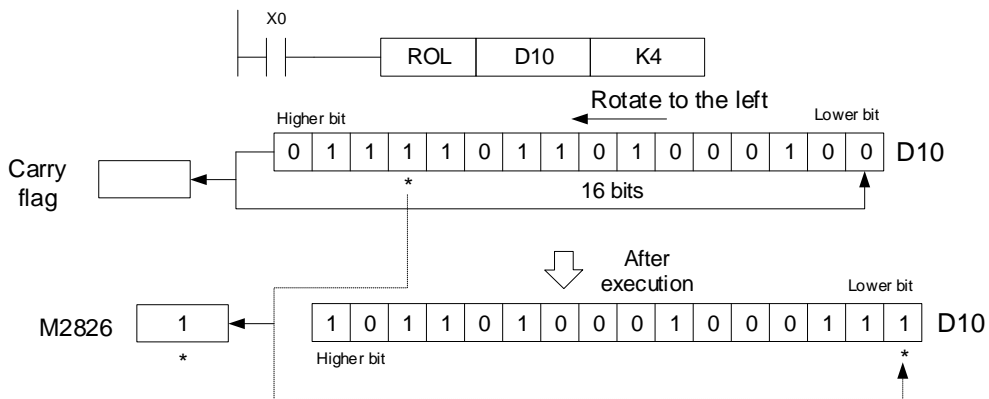 X0
ROL D10 K4
Rotate to the left
Higher bit Lower bit
0 1 1 1 1 0 1 1 0 1 0 0 0 1 0 0 D10
Carry flag
*
16 bits
After execution
Lower bit
M2826 1 1 0 1 1 0 1 0 0 0 1 0 0 0 1 1 1 D10
* Higher bit *